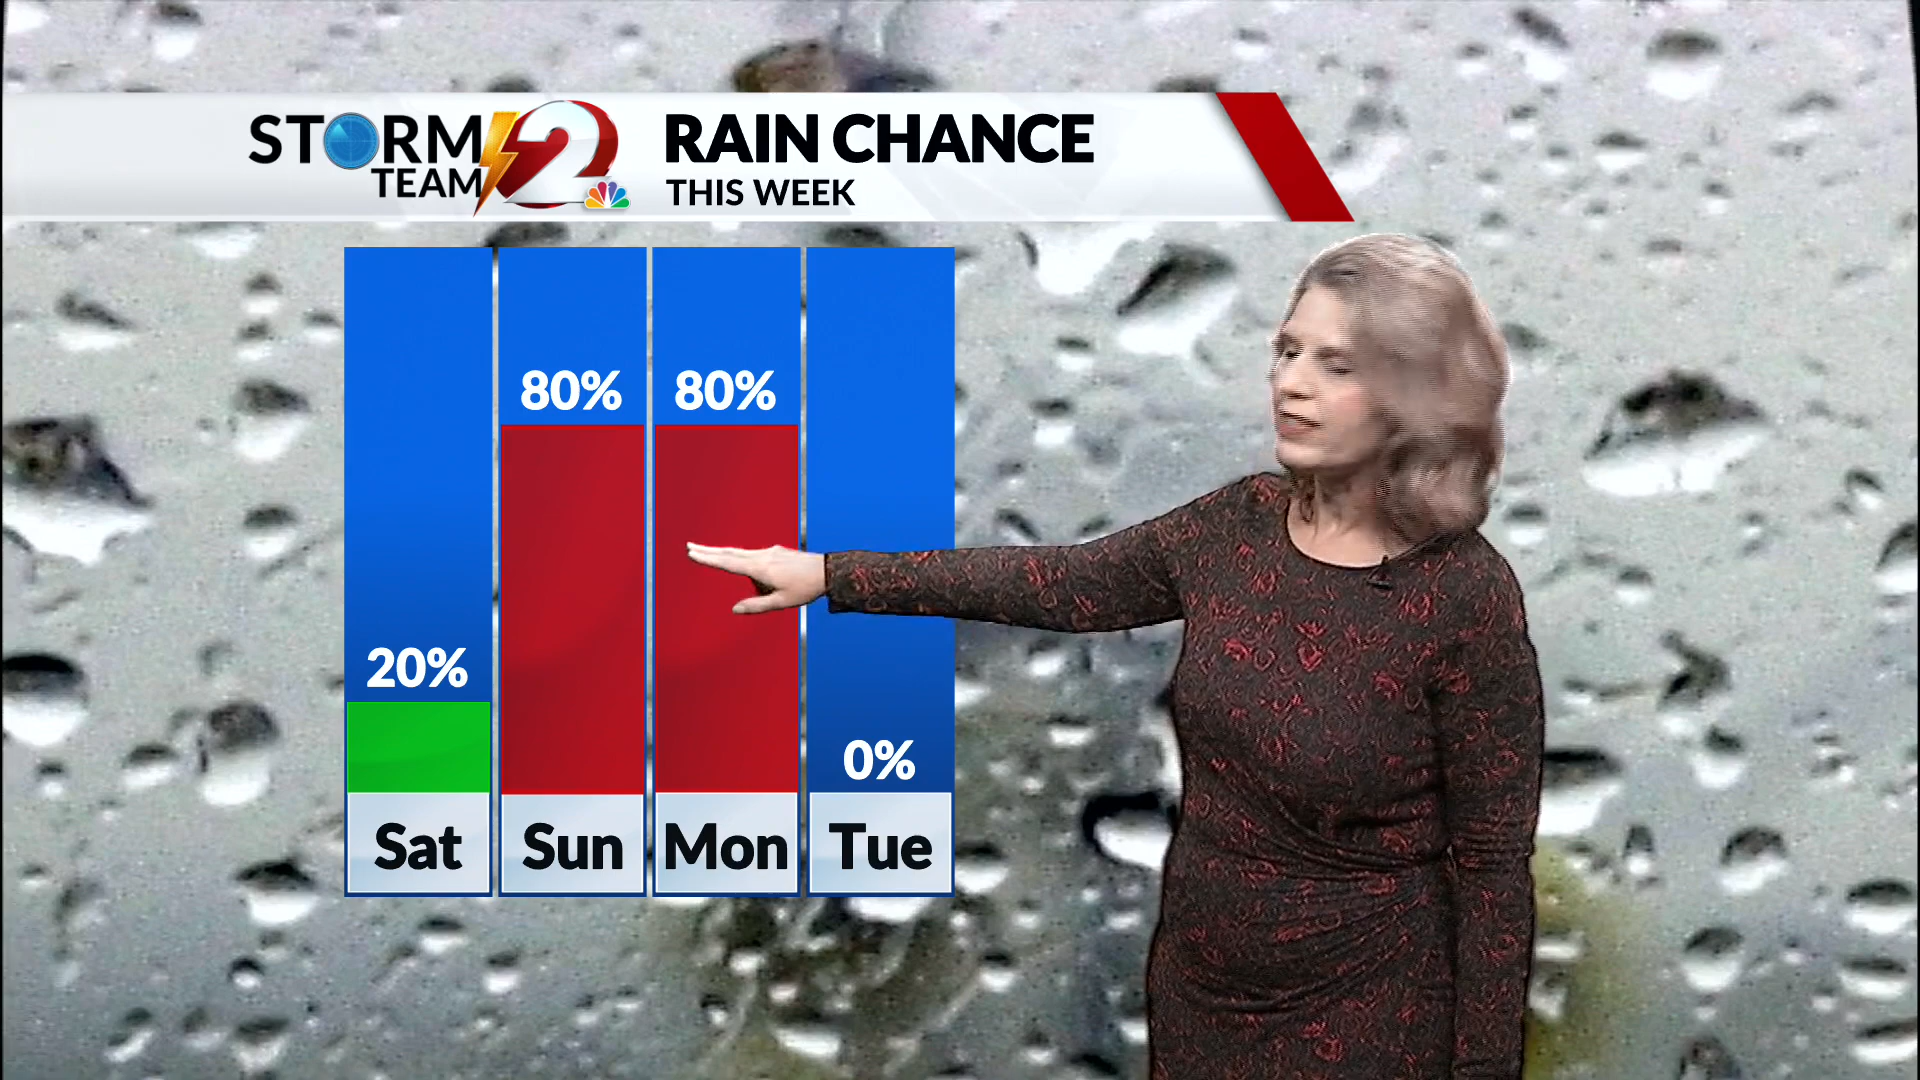 STORM
TEAM
2
RAIN CHANCE
THIS WEEK
80%
80%
20%
0%
Sat
Sun
Mon
Tue